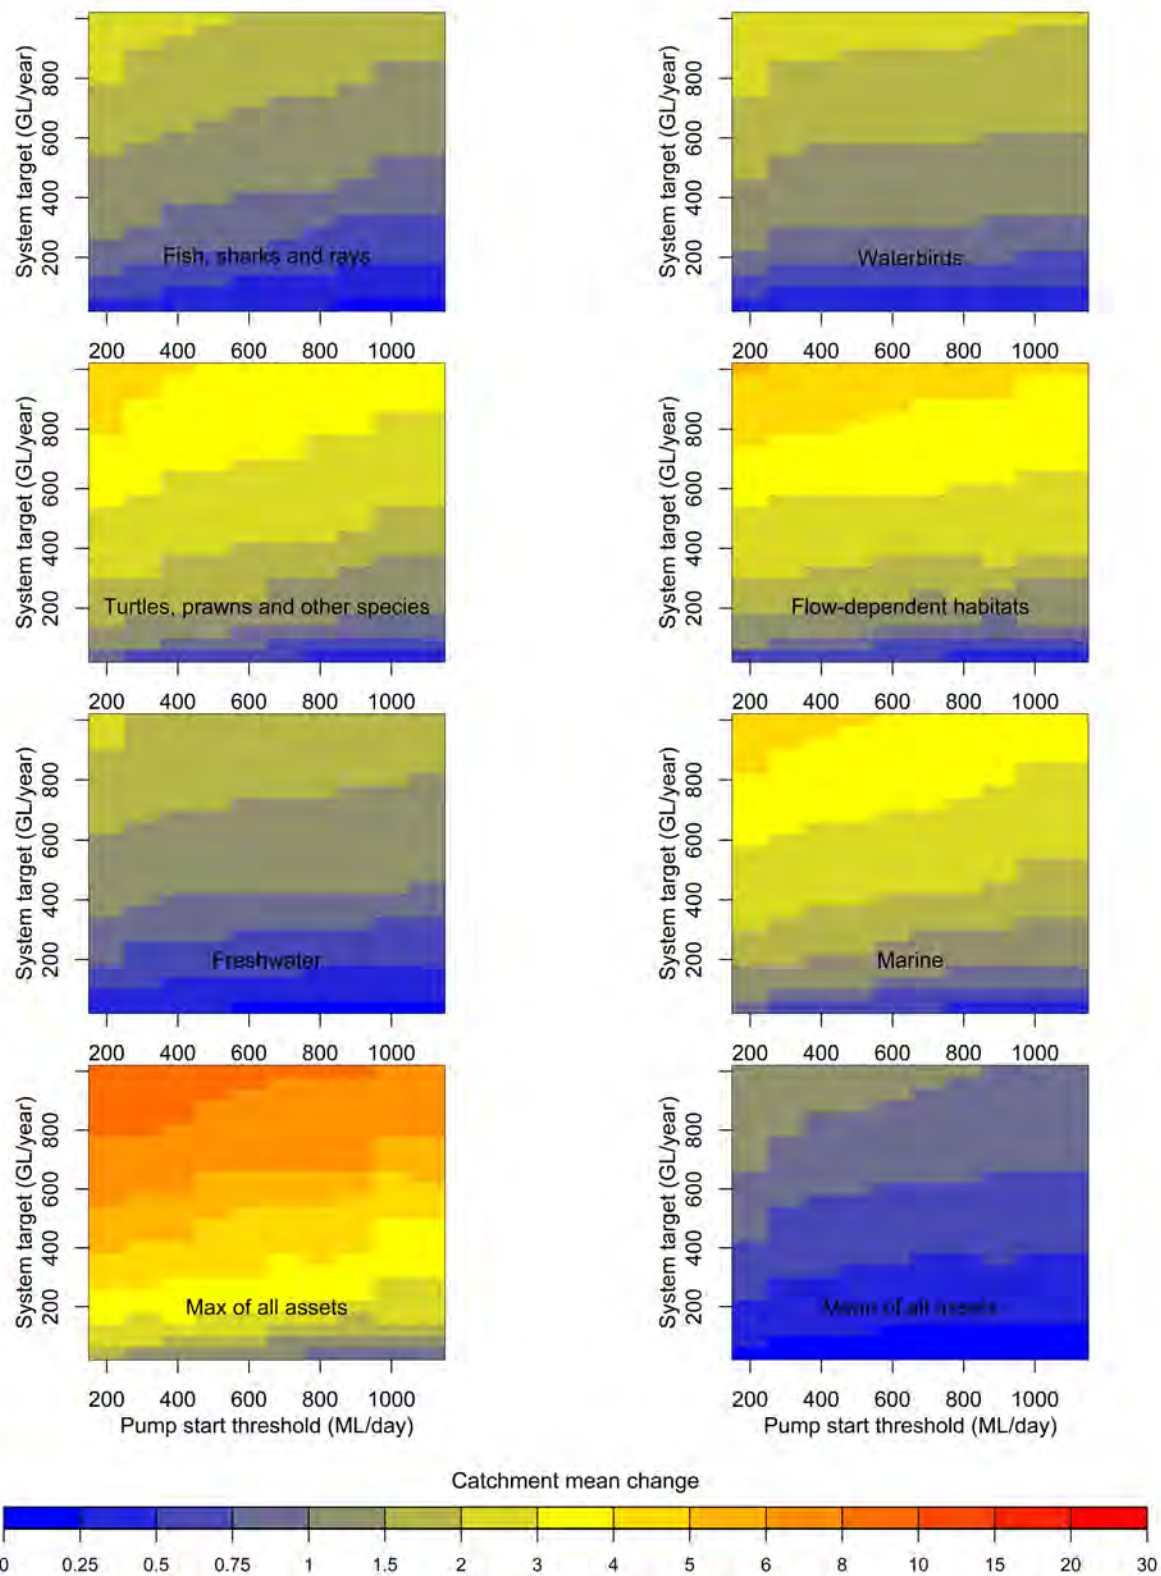 System target (GL/year)
200 400 600 800
Fish, sharks and rays
200 400 600 800 1000
System target (GL/year)
200 400 600 800
Waterbirds
200 400 600 800 1000
System target (GL/year)
200 400 600 800
Turtles, prawns and other species
200 400 600 800 1000
System target (GL/year)
200 400 600 800
Flow-dependent habitats
200 400 600 800 1000
System target (GL/year)
200 400 600 800
Freshwater
200 400 600 800 1000
System target (GL/year)
200 400 600 800
Marine
200 400 600 800 1000
System target (GL/year)
200 400 600 800
Max of all assets
200 400 600 800 1000
Pump start threshold (ML/day)
System target (GL/year)
200 400 600 800
Mean of all assets
200 400 600 800 1000
Pump start threshold (ML/day)
Catchment mean change
0 0.25 0.5 0.75 1 1.5 2 3 4 5 6 8 10 15 20 30